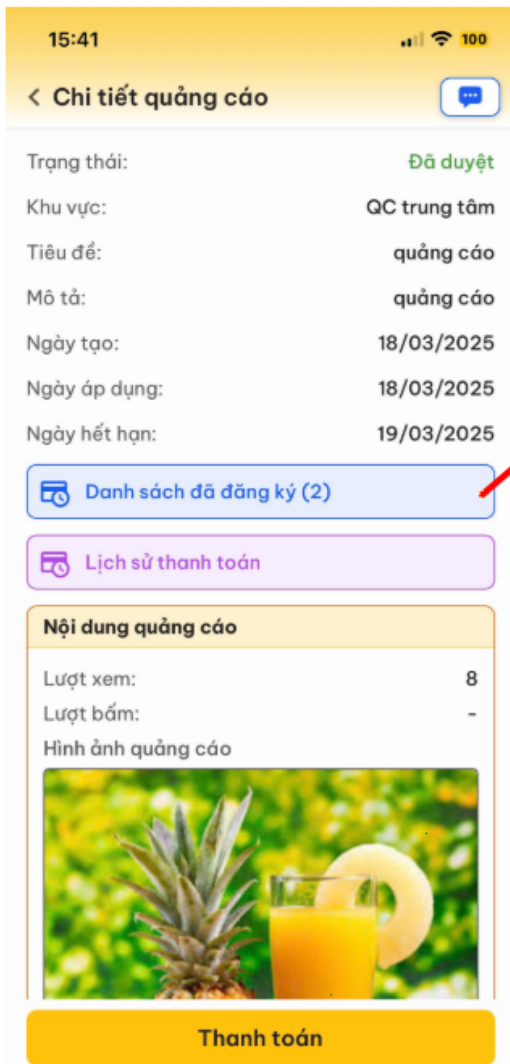 15:41
100
Chi tiết quảng cáo
Trạng thái: Đã duyệt
Khu vực: QC trung tâm
Tiêu đề: quảng cáo
Mô tả: quảng cáo
Ngày tạo: 18/03/2025
Ngày áp dụng: 18/03/2025
Ngày hết hạn: 19/03/2025
Danh sách đã đăng ký (2)
Lịch sử thanh toán
Nội dung quảng cáo
Lượt xem: 8
Lượt bấm: -
Hình ảnh quảng cáo
Thanh toán